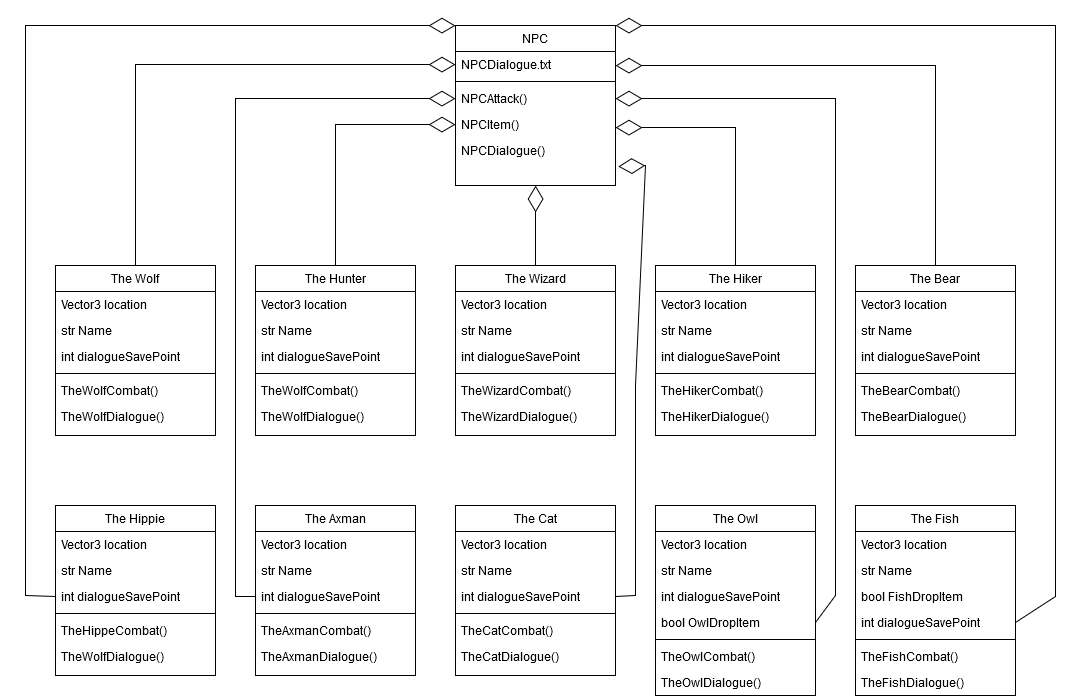 NPC
NPCDialogue.txt
NPCAttack()
NPCItem()
NPCDialogue()
The Wolf
Vector3 location
str Name
int dialogueSavePoint
TheWolfCombat()
TheWolfDialogue()
The Hunter
Vector3 location
str Name
int dialogueSavePoint
TheWolfCombat()
TheWolfDialogue()
The Wizard
Vector3 location
str Name
int dialogueSavePoint
TheWizardCombat()
TheWizardDialogue()
The Hiker
Vector3 location
str Name
int dialogueSavePoint
TheHikerCombat()
TheHikerDialogue()
The Bear
Vector3 location
str Name
int dialogueSavePoint
TheBearCombat()
TheBearDialogue()
The Hippie
Vector3 location
str Name
int dialogueSavePoint
TheHippeCombat()
TheWolfDialogue()
The Axman
Vector3 location
str Name
int dialogueSavePoint
TheAxmanCombat()
TheAxmanDialogue()
The Cat
Vector3 location
str Name
int dialogueSavePoint
TheCatCombat()
TheCatDialogue()
The Owl
Vector3 location
str Name
int dialogueSavePoint
bool OwlDropItem
TheOwlCombat()
TheOwlDialogue()
The Fish
Vector3 location
str Name
bool FishDropItem
int dialogueSavePoint
TheFishCombat()
TheFishDialogue()